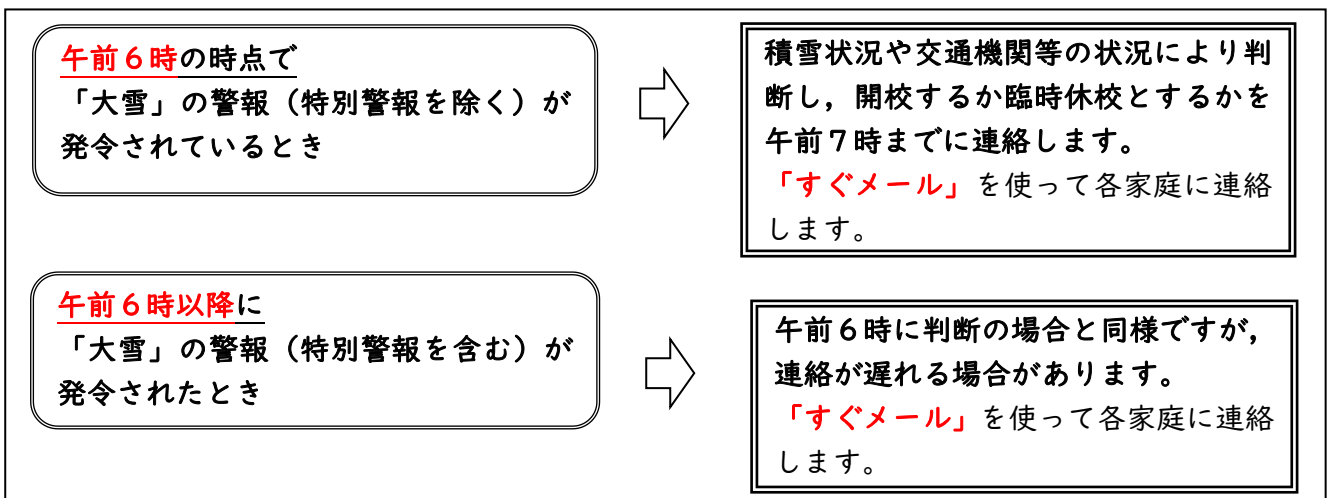 午前６時の時点で
「大雪」の警報（特別警報を除く）が
発令されているとき
積雪状況や交通機関等の状況により判
断し，開校するか臨時休校とするかを
午前７時までに連絡します。
「すぐメール」を使って各家庭に連絡
します。
午前６時以降に
「大雪」の警報（特別警報を含む）が
発令されたとき
午前６時に判断の場合と同様ですが，
連絡が遅れる場合があります。
「すぐメール」を使って各家庭に連絡
します。